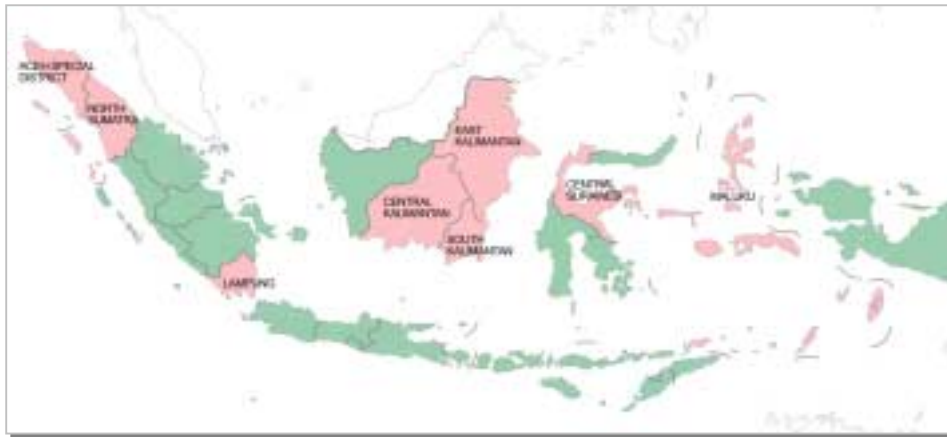 ACEH SPECIAL
DISTRICT
NORTH
SUMATRA
EAST
KALIMANTAN
CENTRAL
KALIMANTAN
SOUTH
KALIMANTAN
CENTRAL
SULAWESI
MALUKU
LAMPUNG